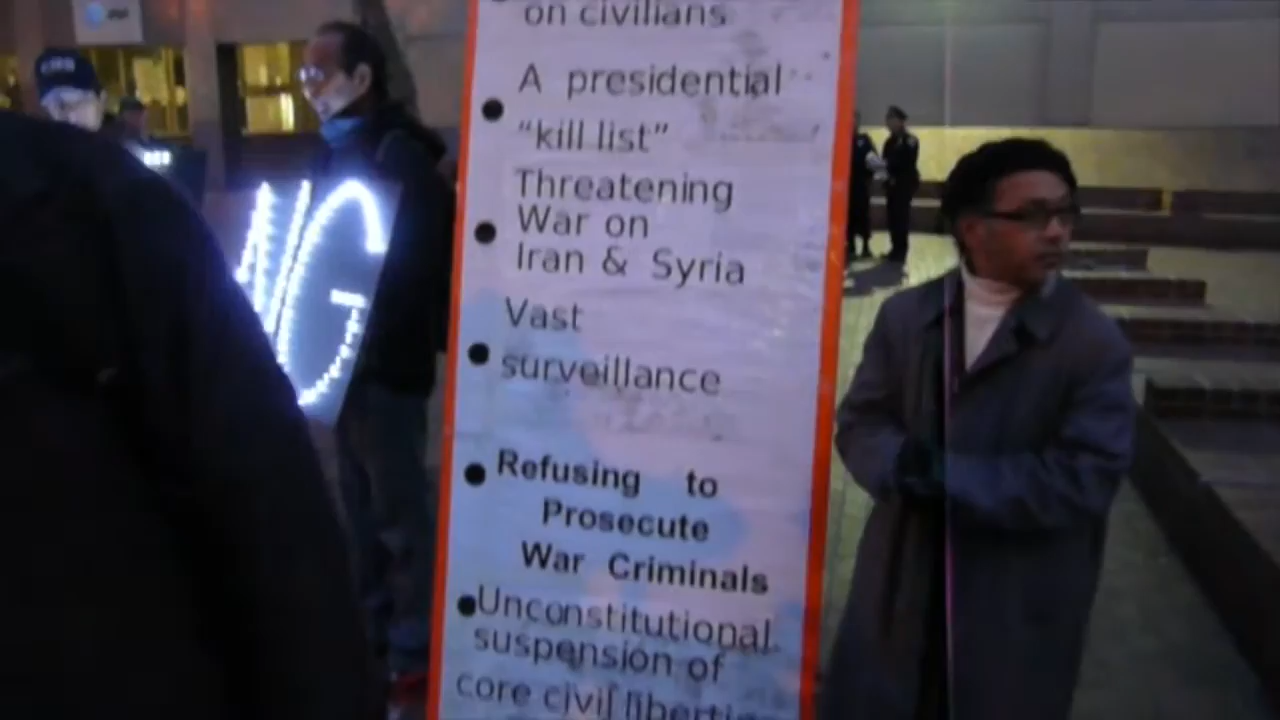 on civilians
A presidential
“kill list”
Threatening
War on
Iran & Syria
Vast
surveillance
Refusing to
Prosecute
War Criminals
Unconstitutional
suspension of
core civil
NG